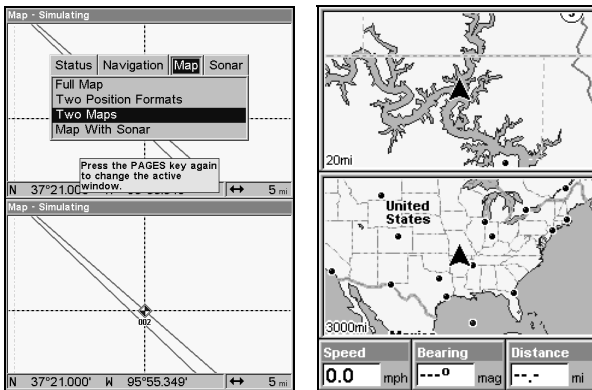 Map - Simulating
Status Navigation Map Sonar
Full Map
Two Position Formats
Two Maps
Map With Sonar
Press the PAGES key again
to change the active
window.
N 37°21.00 5 mi
Map - Simulating
002
N 37°21.000' W 95°55.349' ↔ 5 mi
20mi
United
States
3000mi
Speed Bearing Distance
0.0 mph ---° mag --.- mi